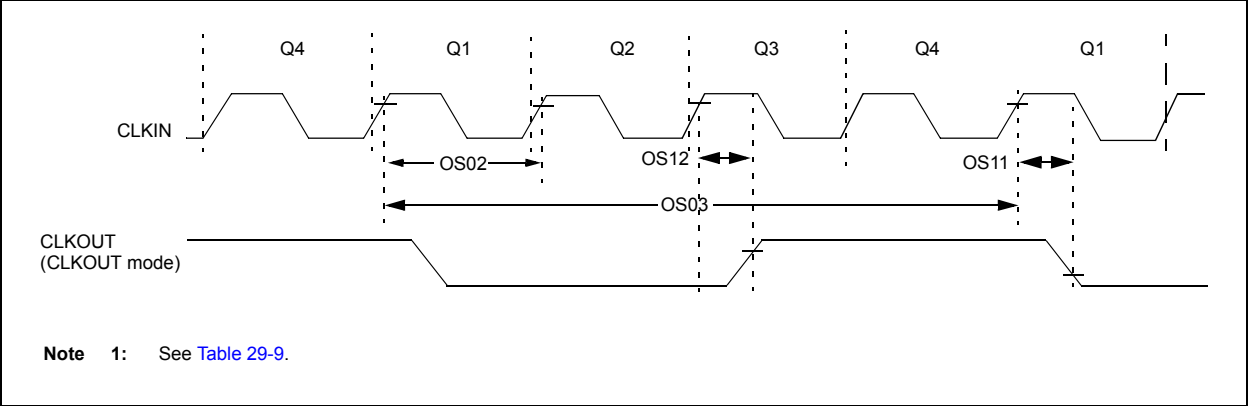 Q4 Q1 Q2 Q3 Q4 Q1
CLKIN
OS02
OS12
OS11
OS03
CLKOUT
(CLKOUT mode)
Note 1: See Table 29-9.